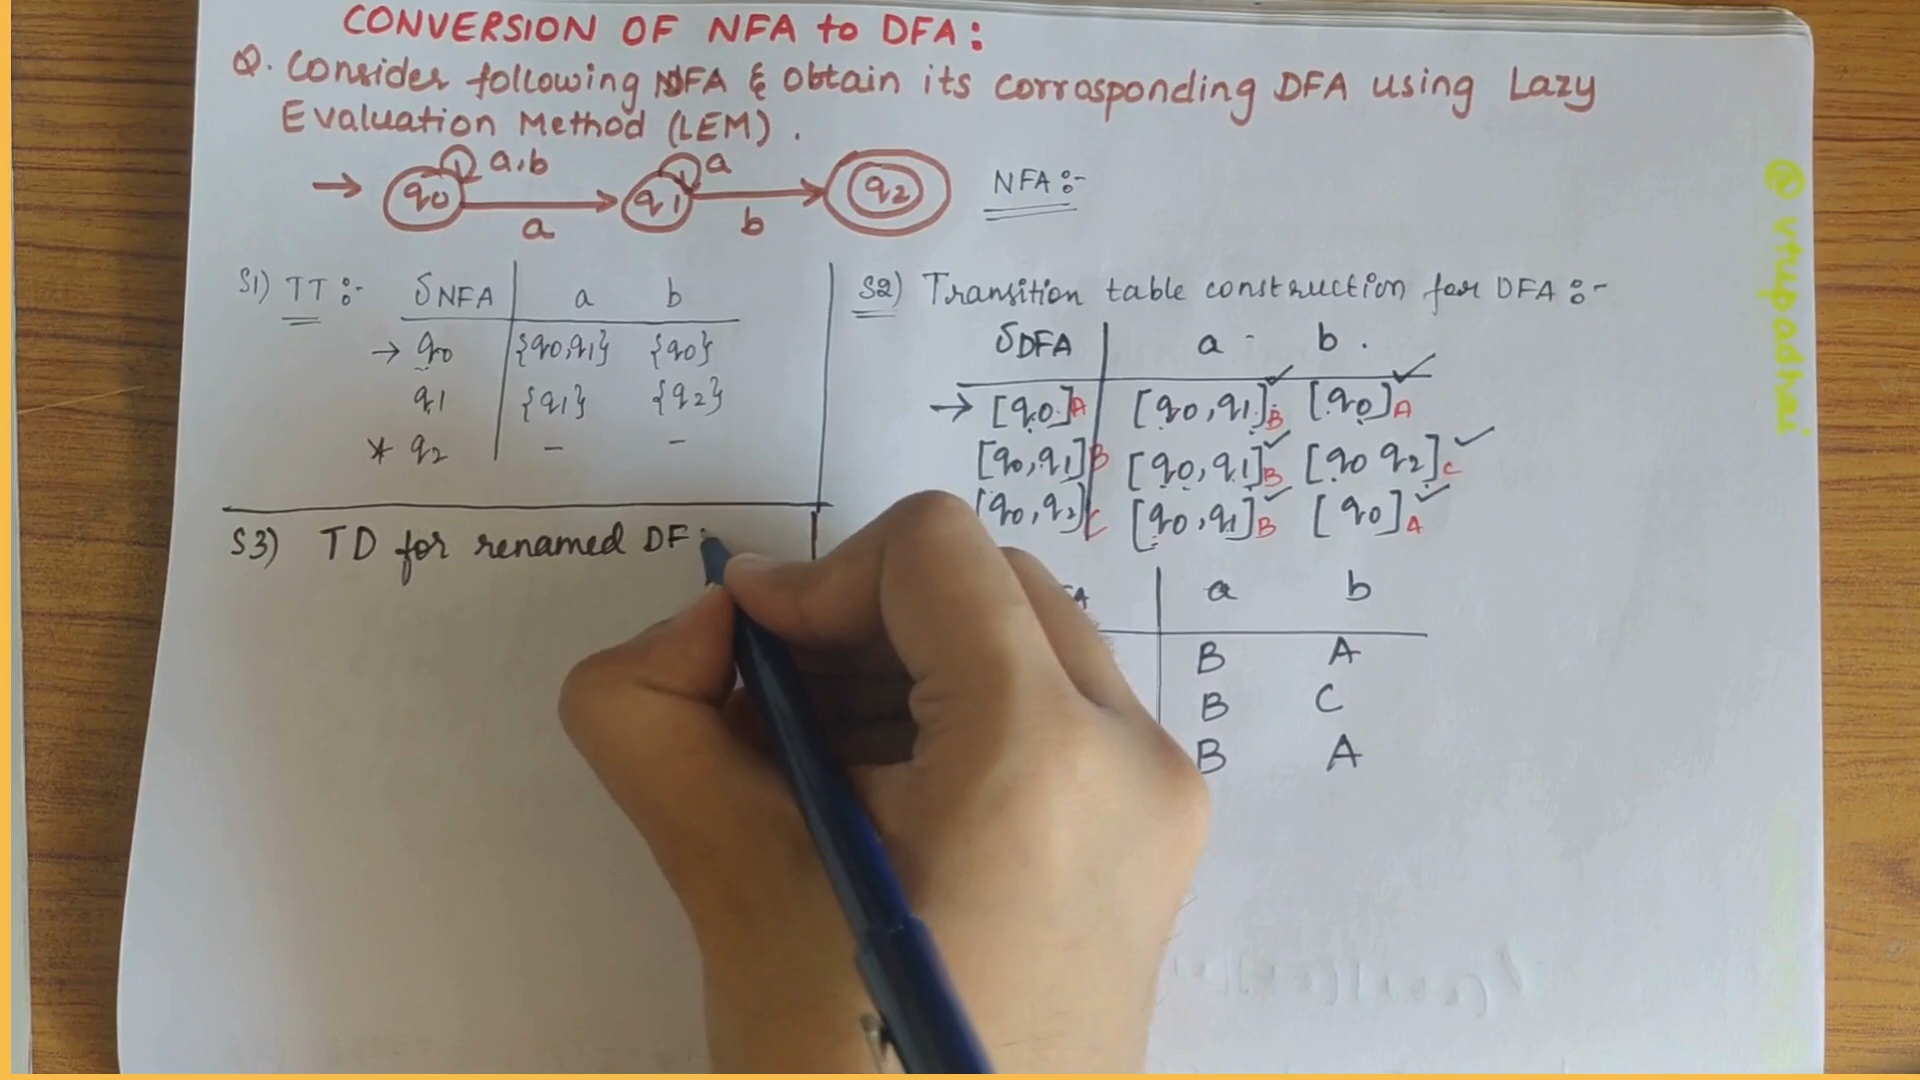 CONVERSION OF NFA to DFA:
Q. Consider following NFA & obtain its corrosponding DFA using Lazy
Evaluation Method (LEM).
a,b a
q0 q1 q2 NFA:-
a b
S1) TT:- δNFA a b
→ q0 {q0,q1} {q0}
q1 {q1} {q2}
* q2 - -
S2) Transition table construction for DFA:-
δDFA a b
→ [q0]A [q0,q1]B [q0]A
[q0,q1]B [q0,q1]B [q0 q2]C
[q0,q2]C [q0,q1]B [q0]A
a b
B A
B C
B A
S3) TD for renamed DF
@vtupadhai